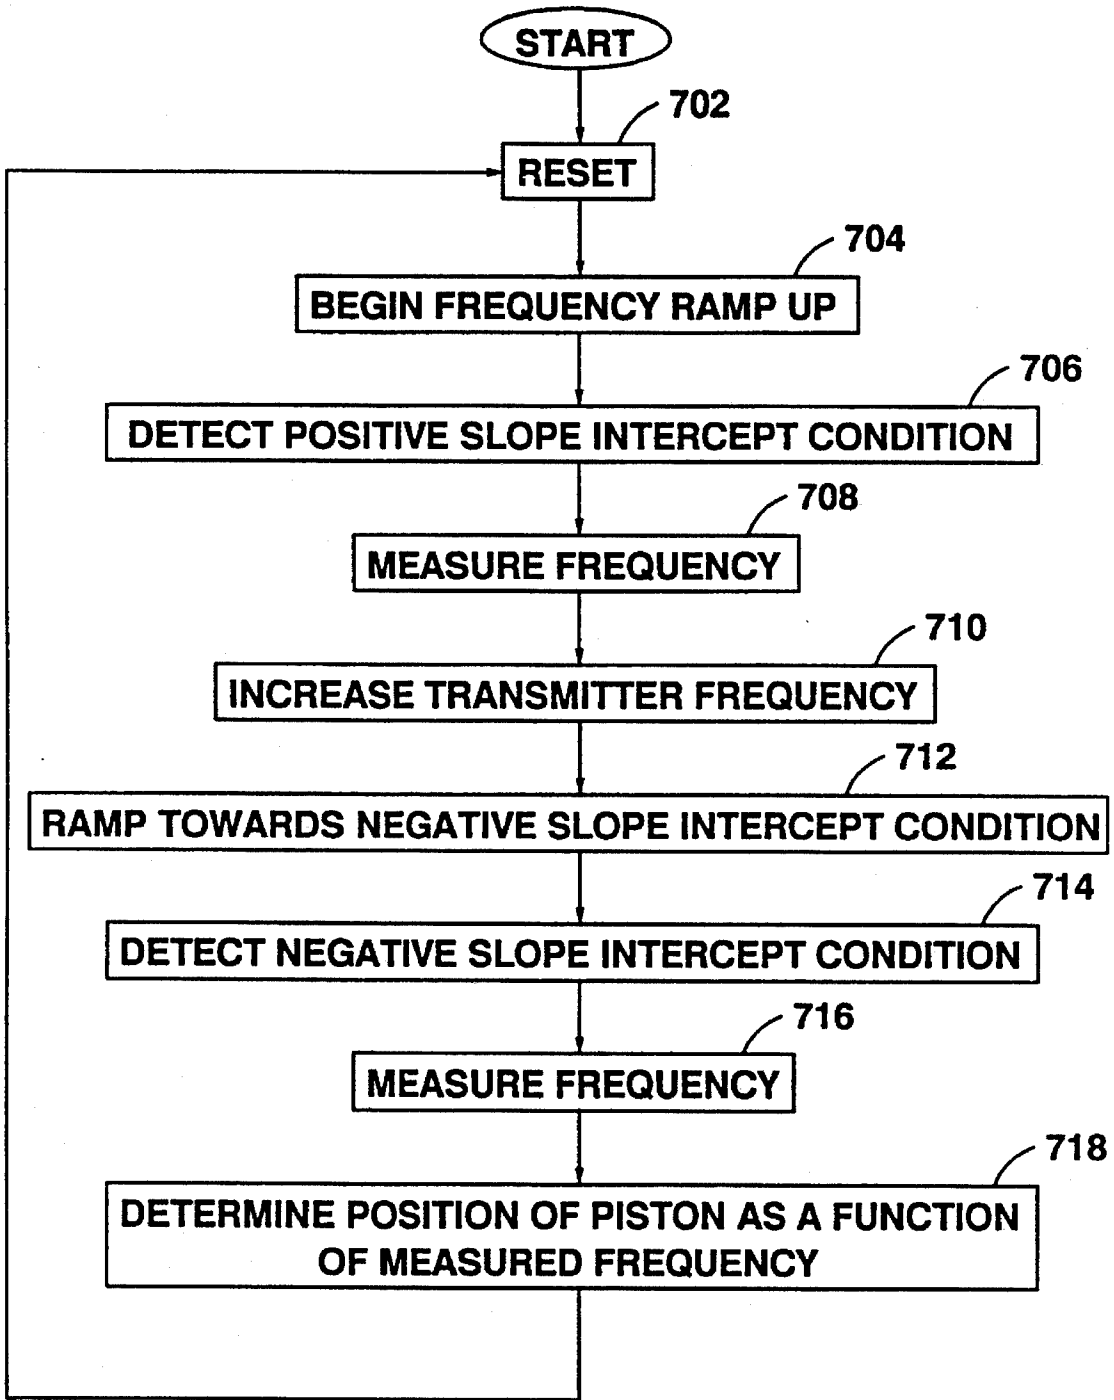 START
702
RESET
704
BEGIN FREQUENCY RAMP UP
706
DETECT POSITIVE SLOPE INTERCEPT CONDITION
708
MEASURE FREQUENCY
710
INCREASE TRANSMITTER FREQUENCY
712
RAMP TOWARDS NEGATIVE SLOPE INTERCEPT CONDITION
714
DETECT NEGATIVE SLOPE INTERCEPT CONDITION
716
MEASURE FREQUENCY
718
DETERMINE POSITION OF PISTON AS A FUNCTION
OF MEASURED FREQUENCY